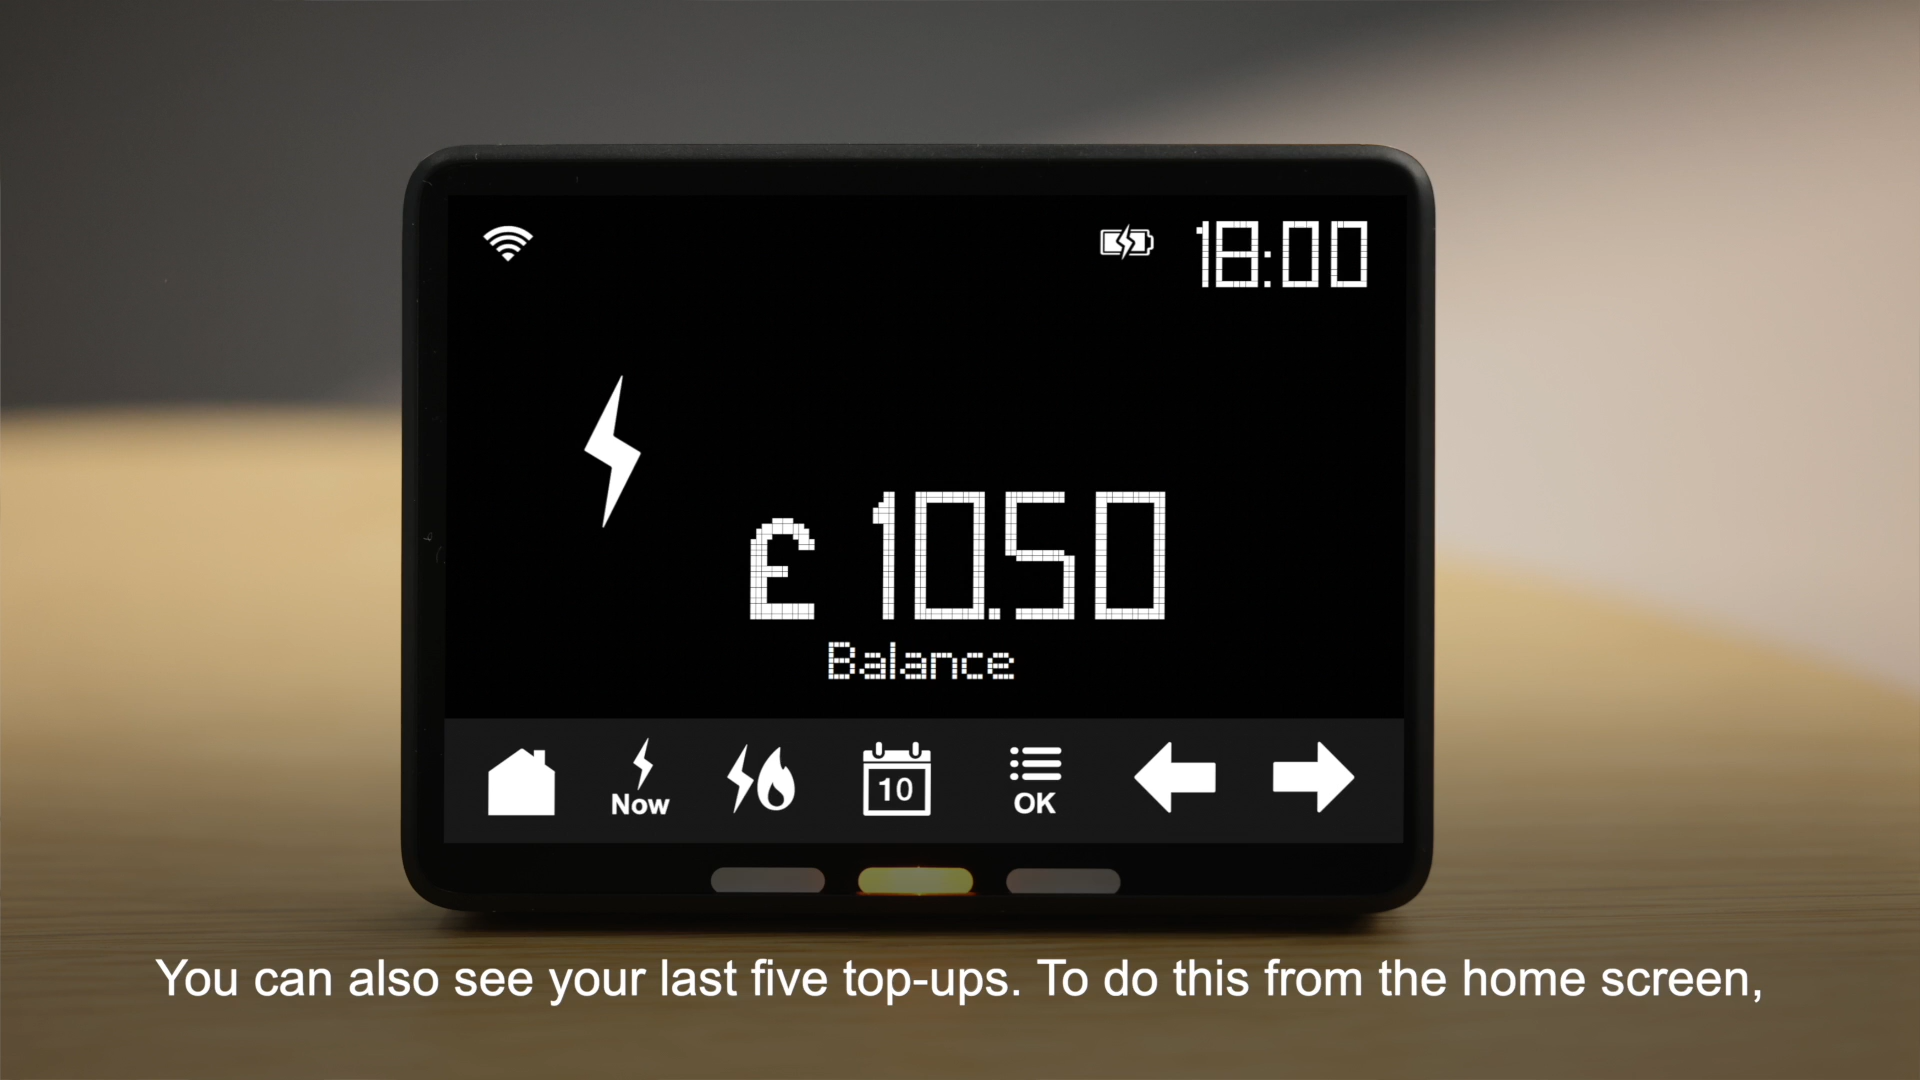 18:00
£ 10.50
Balance
Now
10
OK
You can also see your last five top-ups. To do this from the home screen,